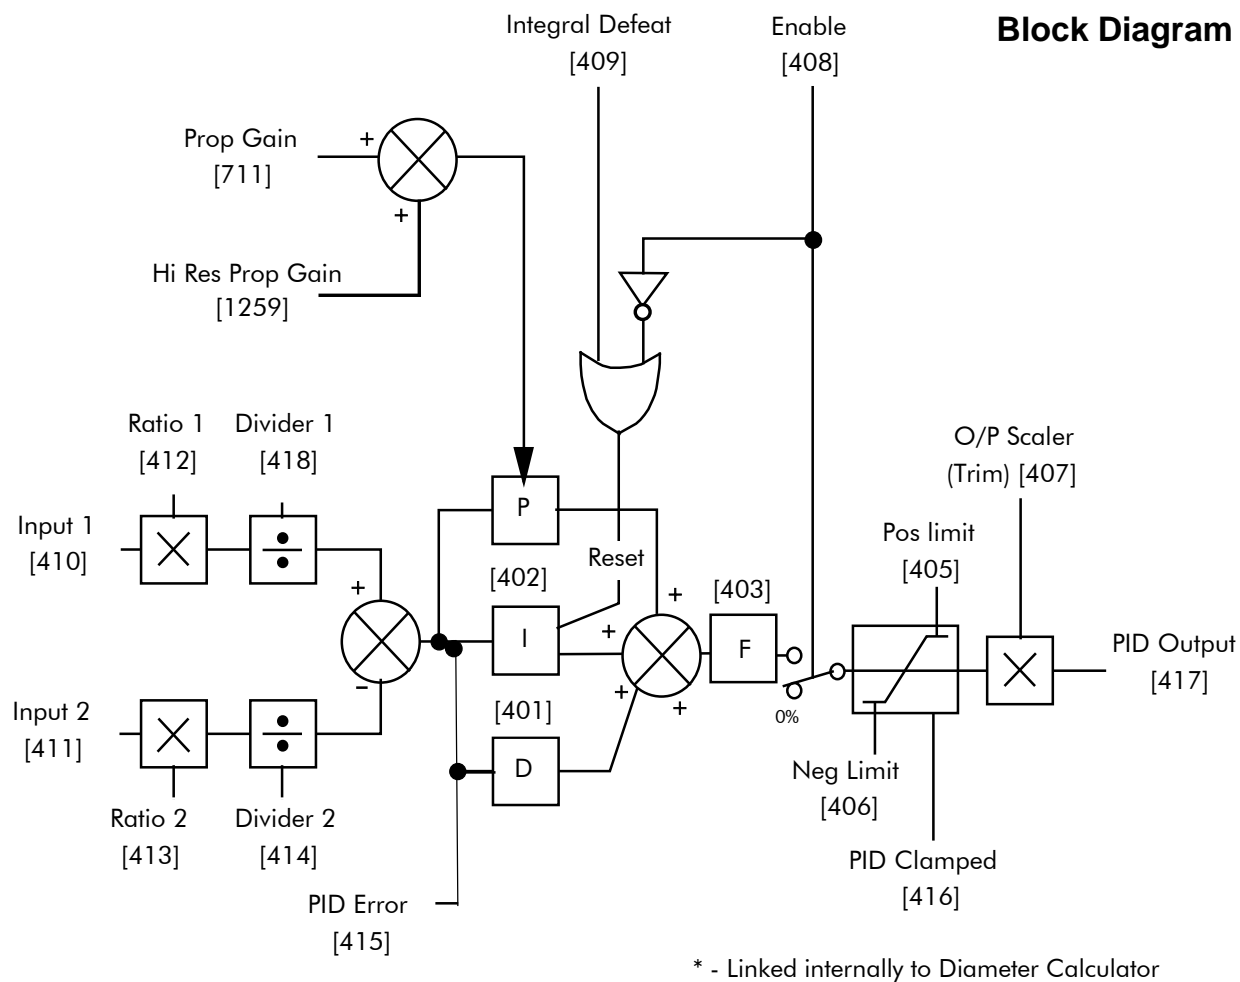 Block Diagram
Integral Defeat
[409]
Enable
[408]
Prop Gain
[711]
+
+
Hi Res Prop Gain
[1259]
Ratio 1
[412]
Divider 1
[418]
O/P Scaler
(Trim) [407]
Input 1
[410]
P
Pos limit
[405]
Reset
[402]
[403]
+
+
I
+
F
PID Output
[417]
–
+
+
0%
Input 2
[411]
[401]
D
Neg Limit
[406]
Ratio 2
[413]
Divider 2
[414]
PID Clamped
[416]
PID Error
[415]
* - Linked internally to Diameter Calculator